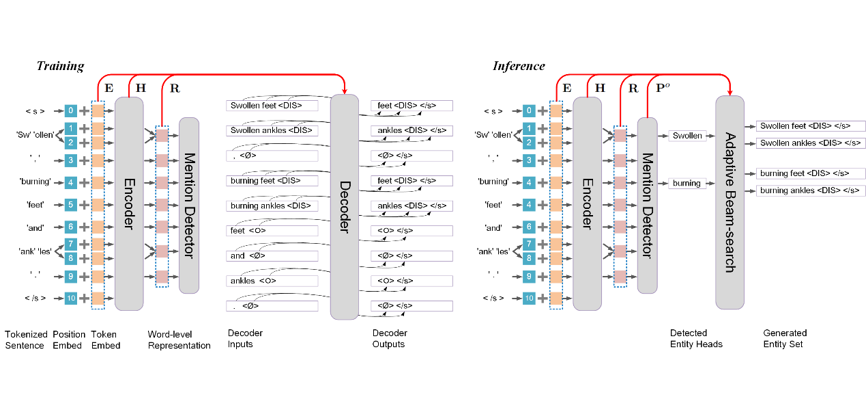 Training
E H R
< s >
0
'Sw' 'ollen'
1
2
' , '
3
'burning'
4
'feet'
5
'and'
6
'ank' 'les'
7
8
' . '
9
< /s >
10
Encoder
Mention Detector
Swollen feet <DIS>
Swollen ankles <DIS>
, <Ø>
burning feet <DIS>
burning ankles <DIS>
feet <O>
and <Ø>
ankles <O>
. <Ø>
Decoder
feet <DIS> </s>
ankles <DIS> </s>
<Ø> </s>
feet <DIS> </s>
ankles <DIS> </s>
<O> </s>
<Ø> </s>
<O> </s>
<Ø> </s>
Tokenized Sentence
Position Embed
Token Embed
Word-level Representation
Decoder Inputs
Decoder Outputs
Inference
E H R Pᵒ
< s >
0
'Sw' 'ollen'
1
2
' , '
3
'burning'
4
'feet'
5
'and'
6
'ank' 'les'
7
8
' . '
9
< /s >
10
Encoder
Mention Detector
Swollen
burning
Adaptive Beam-search
Swollen feet <DIS> </s>
Swollen ankles <DIS> </s>
burning feet <DIS> </s>
burning ankles <DIS> </s>
Detected Entity Heads
Generated Entity Set